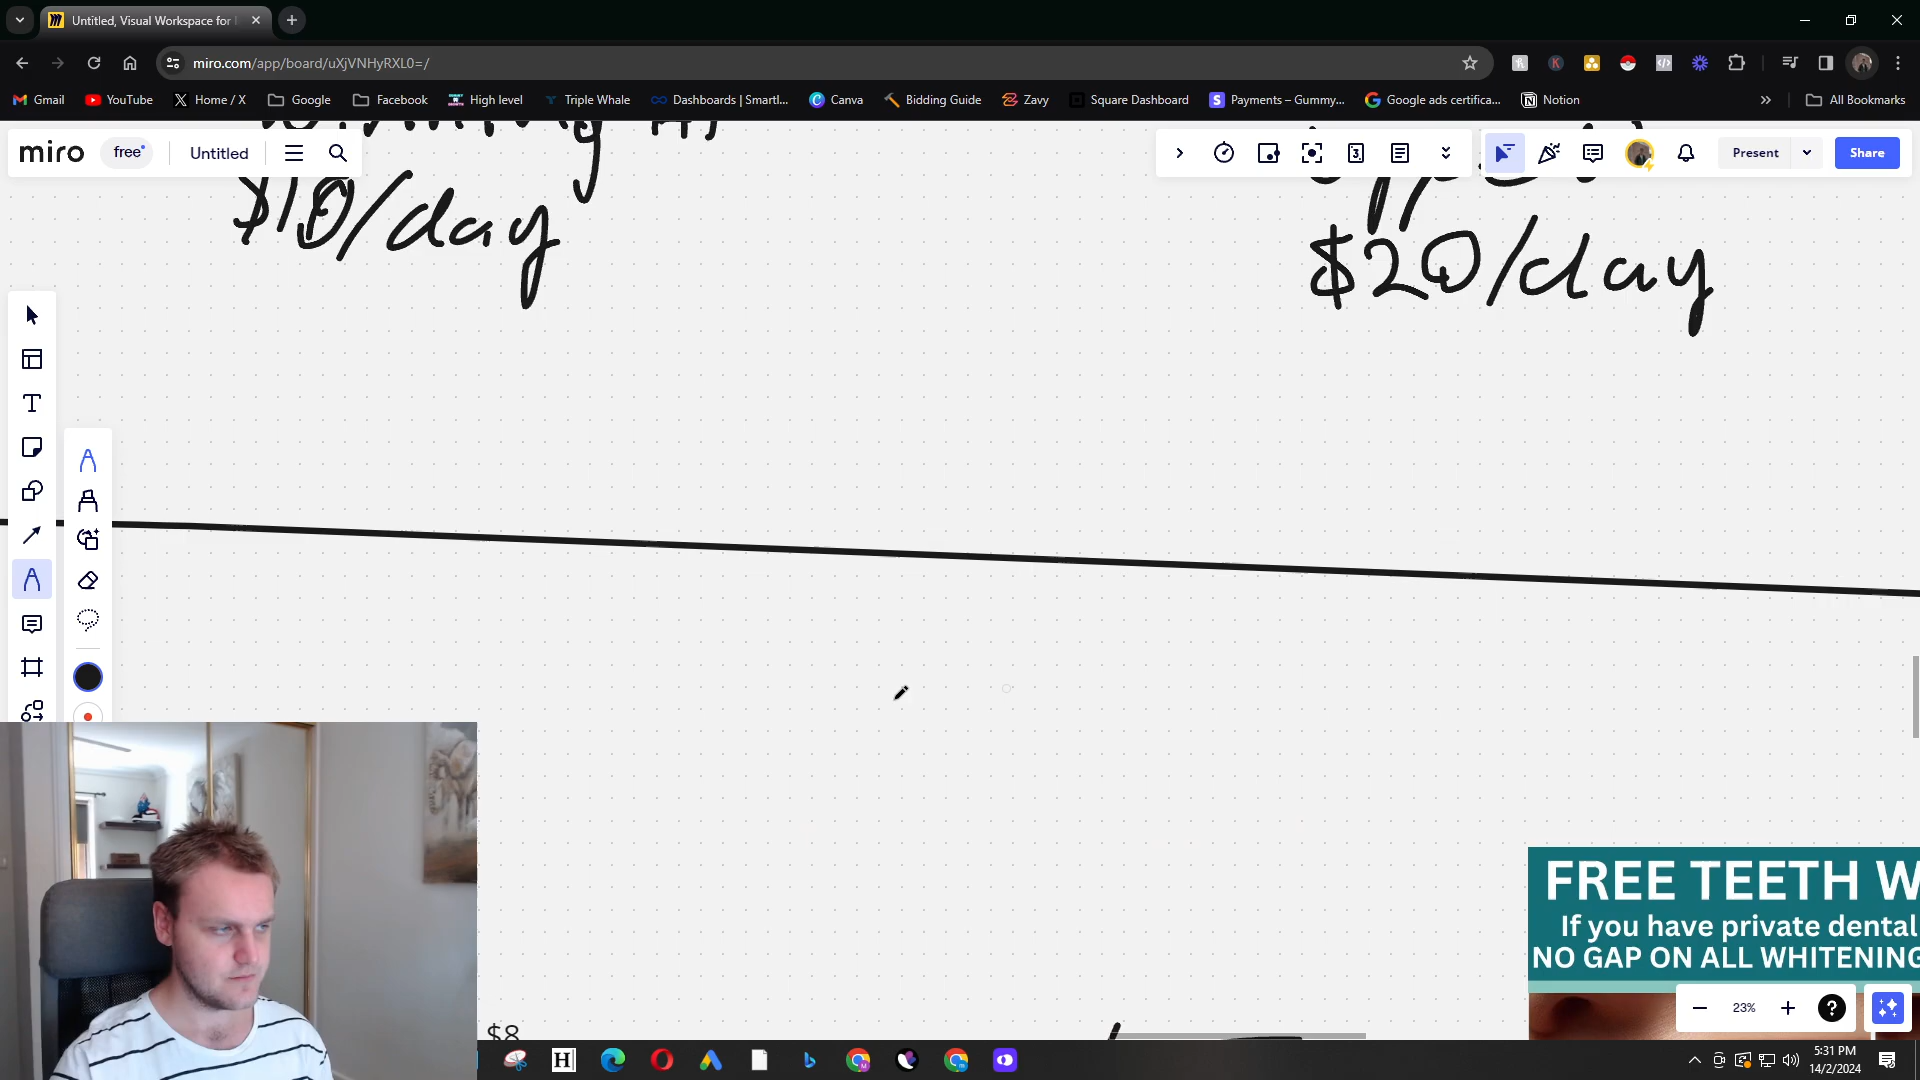 Untitled, Visual Workspace for
miro.com/app/board/uXjVNHyRXL0=/
Gmail
YouTube
Home / X
Google
Facebook
High level
Triple Whale
Dashboards | Smartl...
Canva
Bidding Guide
Zavy
Square Dashboard
Payments – Gummy...
Google ads certifica...
Notion
All Bookmarks
miro
free
Untitled
Present
Share
$10/day
$20/day
FREE TEETH W
If you have private dental
NO GAP ON ALL WHITENING
23%
$8
5:31 PM
14/2/2024